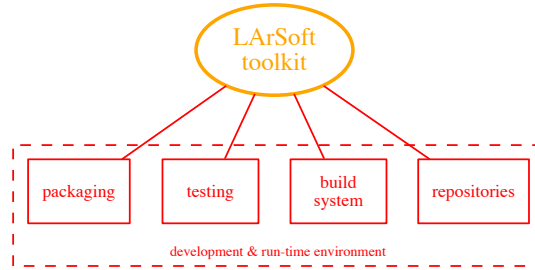 LArSoft
toolkit
packaging
testing
build
system
repositories
development & run-time environment